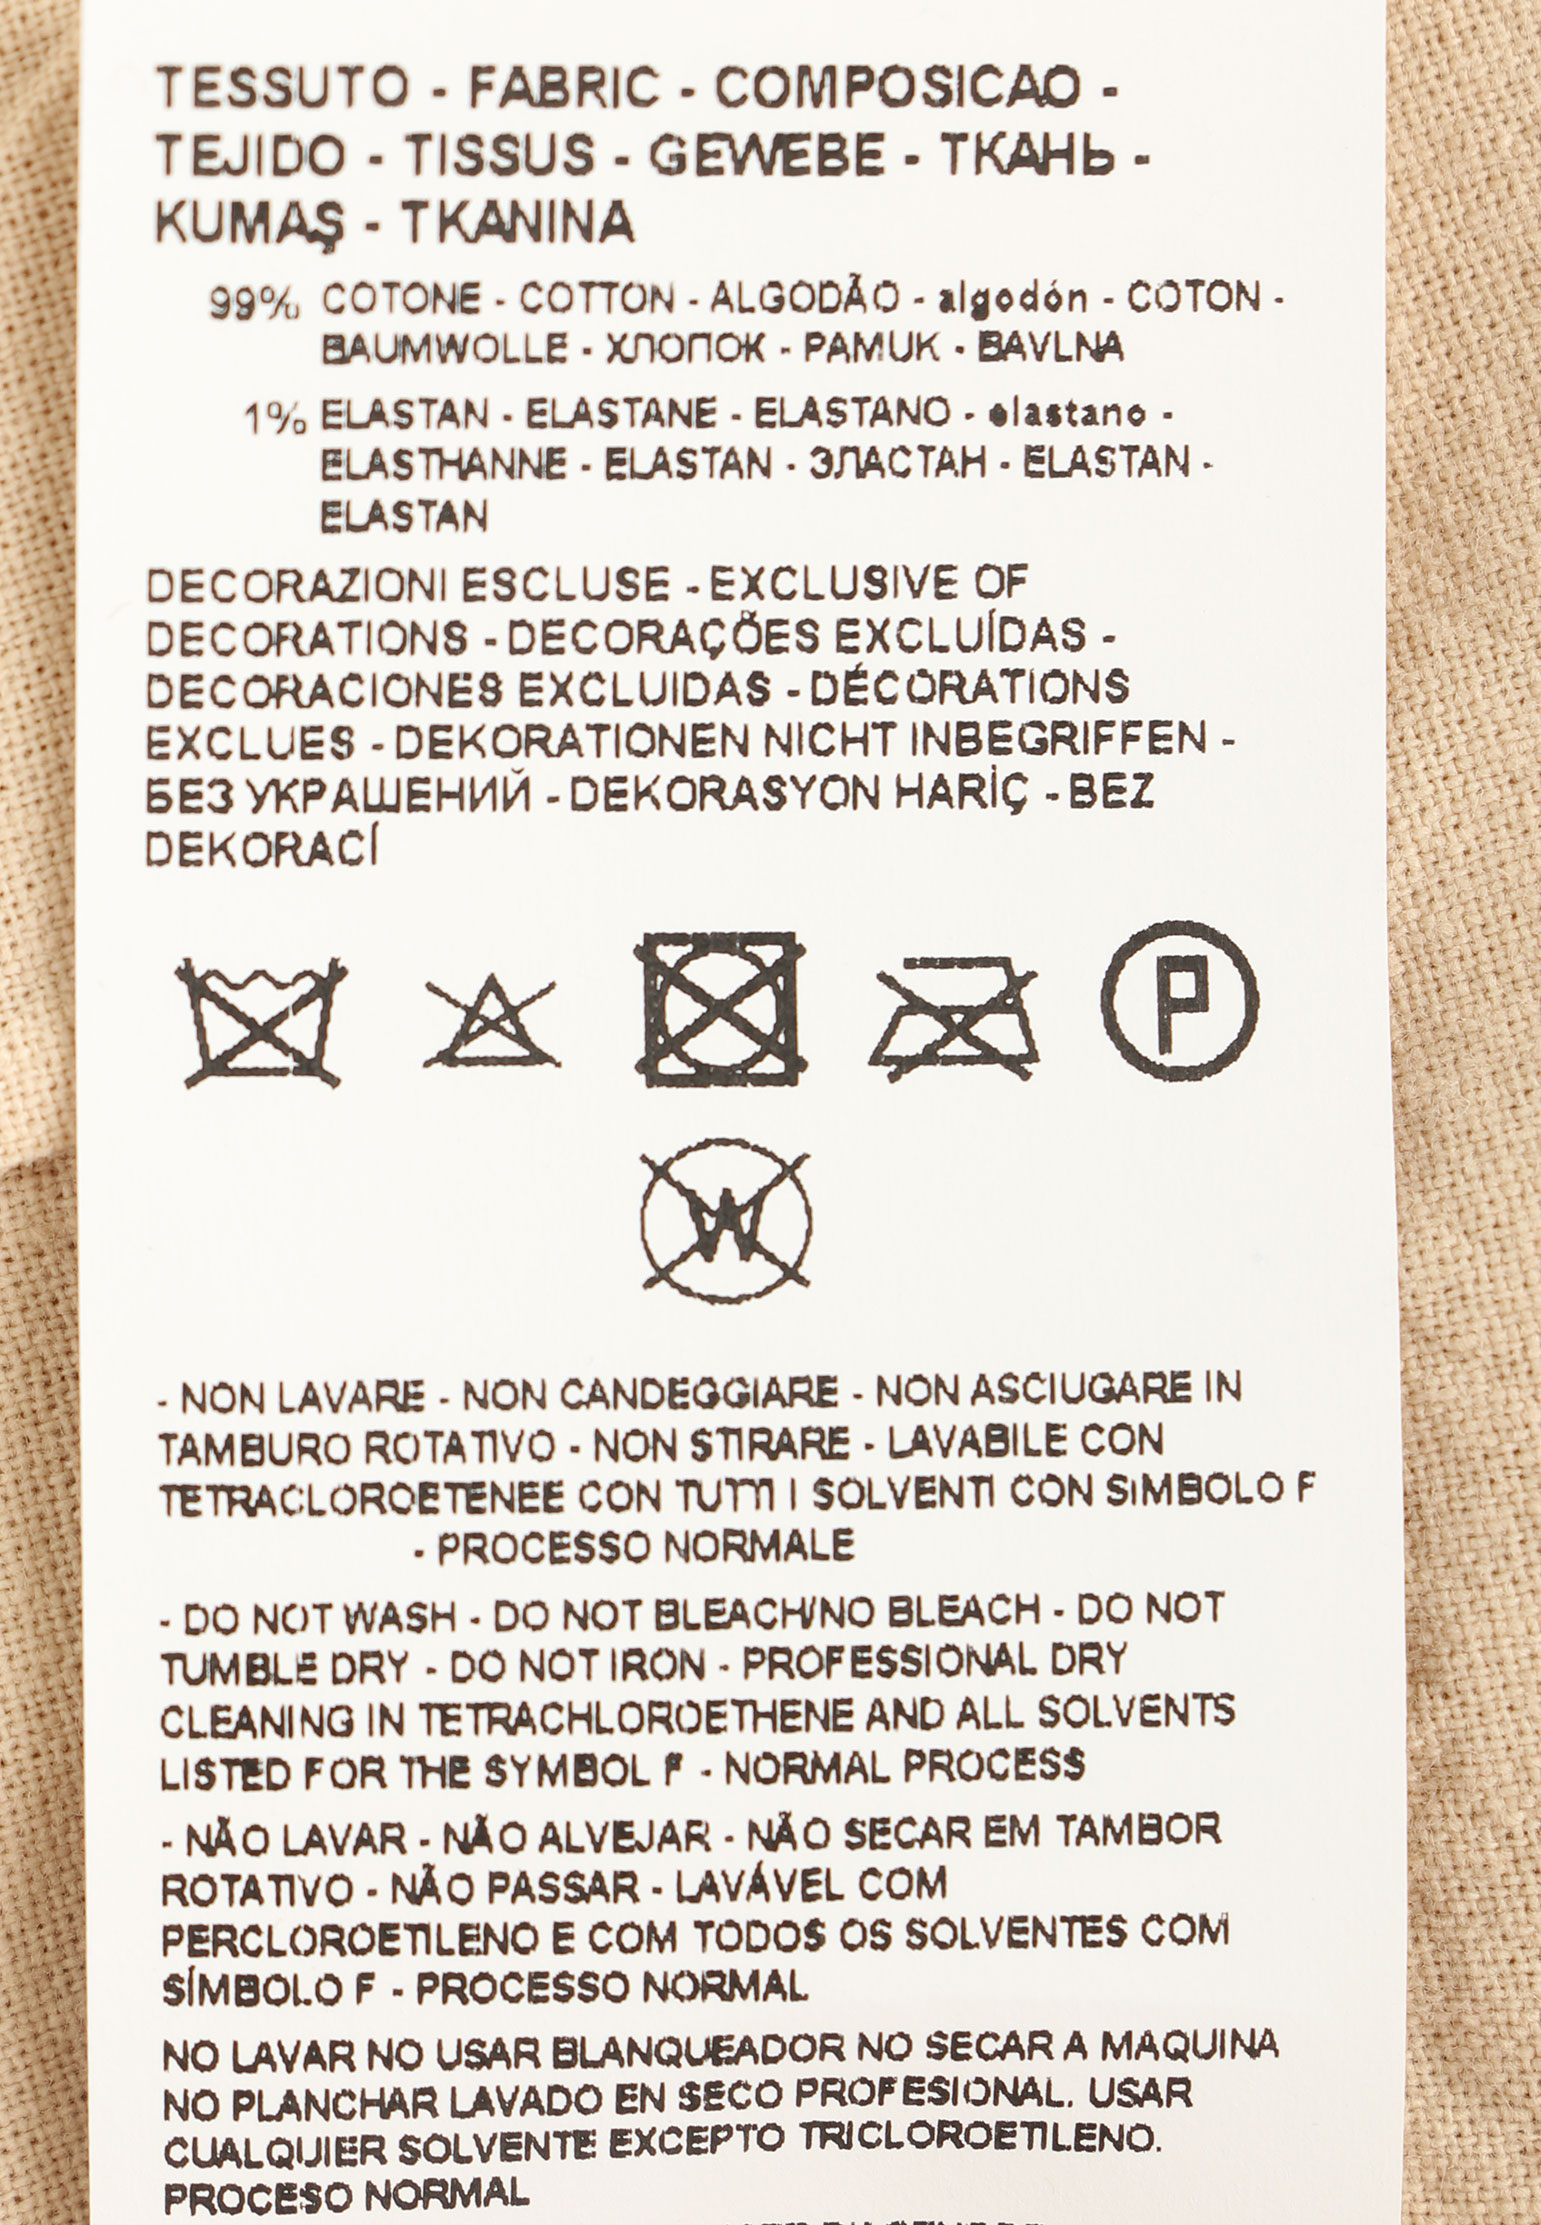 TESSUTO - FABRIC - COMPOSICAO -
TEJIDO - TISSUS - GEWEBE - ТКАНЬ -
KUMAŞ - TKANINA
99% COTONE - COTTON - ALGODÃO - algodón - COTON -
BAUMWOLLE - ХЛОПОК - PAMUK - BAVLNA
1% ELASTAN - ELASTANE - ELASTANO - elastano -
ELASTHANNE - ELASTAN - ЭЛАСТАН - ELASTAN -
ELASTAN
DECORAZIONI ESCLUSE - EXCLUSIVE OF
DECORATIONS - DECORAÇÕES EXCLUÍDAS -
DECORACIONES EXCLUIDAS - DÉCORATIONS
EXCLUES - DEKORATIONEN NICHT INBEGRIFFEN -
БЕЗ УКРАШЕНИЙ - DEKORASYON HARİÇ - BEZ
DEKORACÍ
P
W
- NON LAVARE - NON CANDEGGIARE - NON ASCIUGARE IN
TAMBURO ROTATIVO - NON STIRARE - LAVABILE CON
TETRACLOROETENEE CON TUTTI I SOLVENTI CON SIMBOLO F
- PROCESSO NORMALE
- DO NOT WASH - DO NOT BLEACH/NO BLEACH - DO NOT
TUMBLE DRY - DO NOT IRON - PROFESSIONAL DRY
CLEANING IN TETRACHLOROETHENE AND ALL SOLVENTS
LISTED FOR THE SYMBOL F - NORMAL PROCESS
- NÃO LAVAR - NÃO ALVEJAR - NÃO SECAR EM TAMBOR
ROTATIVO - NÃO PASSAR - LAVÁVEL COM
PERCLOROETILENO E COM TODOS OS SOLVENTES COM
SÍMBOLO F - PROCESSO NORMAL
NO LAVAR NO USAR BLANQUEADOR NO SECAR A MAQUINA
NO PLANCHAR LAVADO EN SECO PROFESIONAL. USAR
CUALQUIER SOLVENTE EXCEPTO TRICLOROETILENO.
PROCESO NORMAL